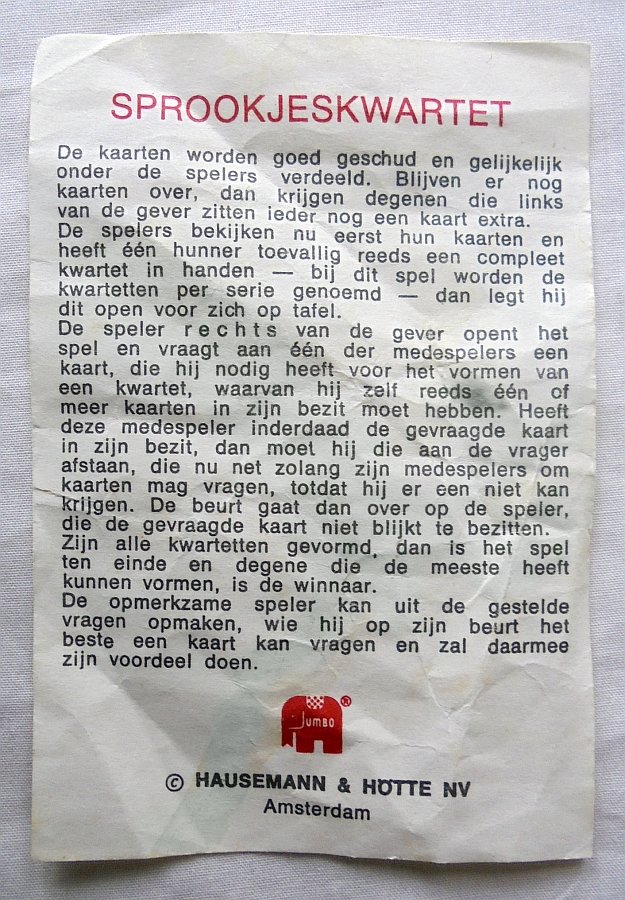 SPROOKJESKWARTET
De kaarten worden goed geschud en gelijkelijk
onder de spelers verdeeld. Blijven er nog
kaarten over, dan krijgen degenen die links
van de gever zitten ieder nog een kaart extra.
De spelers bekijken nu eerst hun kaarten en
heeft één hunner toevallig reeds een compleet
kwartet in handen — bij dit spel worden de
kwartetten per serie genoemd — dan legt hij
dit open voor zich op tafel.
De speler rechts van de gever opent het
spel en vraagt aan één der medespelers een
kaart, die hij nodig heeft voor het vormen van
een kwartet, waarvan hij zelf reeds één of
meer kaarten in zijn bezit moet hebben. Heeft
deze medespeler inderdaad de gevraagde kaart
in zijn bezit, dan moet hij die aan de vrager
afstaan, die nu net zolang zijn medespelers om
kaarten mag vragen, totdat hij er een niet kan
krijgen. De beurt gaat dan over op de speler,
die de gevraagde kaart niet blijkt te bezitten.
Zijn alle kwartetten gevormd, dan is het spel
ten einde en degene die de meeste heeft
kunnen vormen, is de winnaar.
De opmerkzame speler kan uit de gestelde
vragen opmaken, wie hij op zijn beurt het
beste een kaart kan vragen en zal daarmee
zijn voordeel doen.
Jumbo ®
© HAUSEMANN & HÖTTE NV
Amsterdam